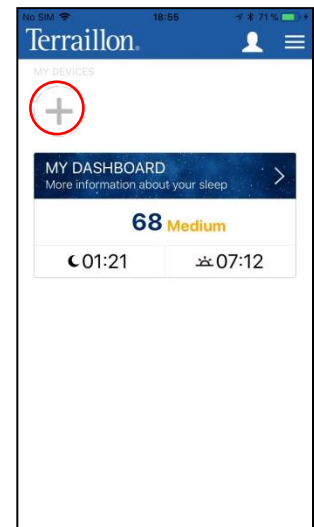 No SIM 18:55 71 %
Terraillon.
MY DEVICES
MY DASHBOARD
More information about your sleep
68 Medium
01:21 07:12